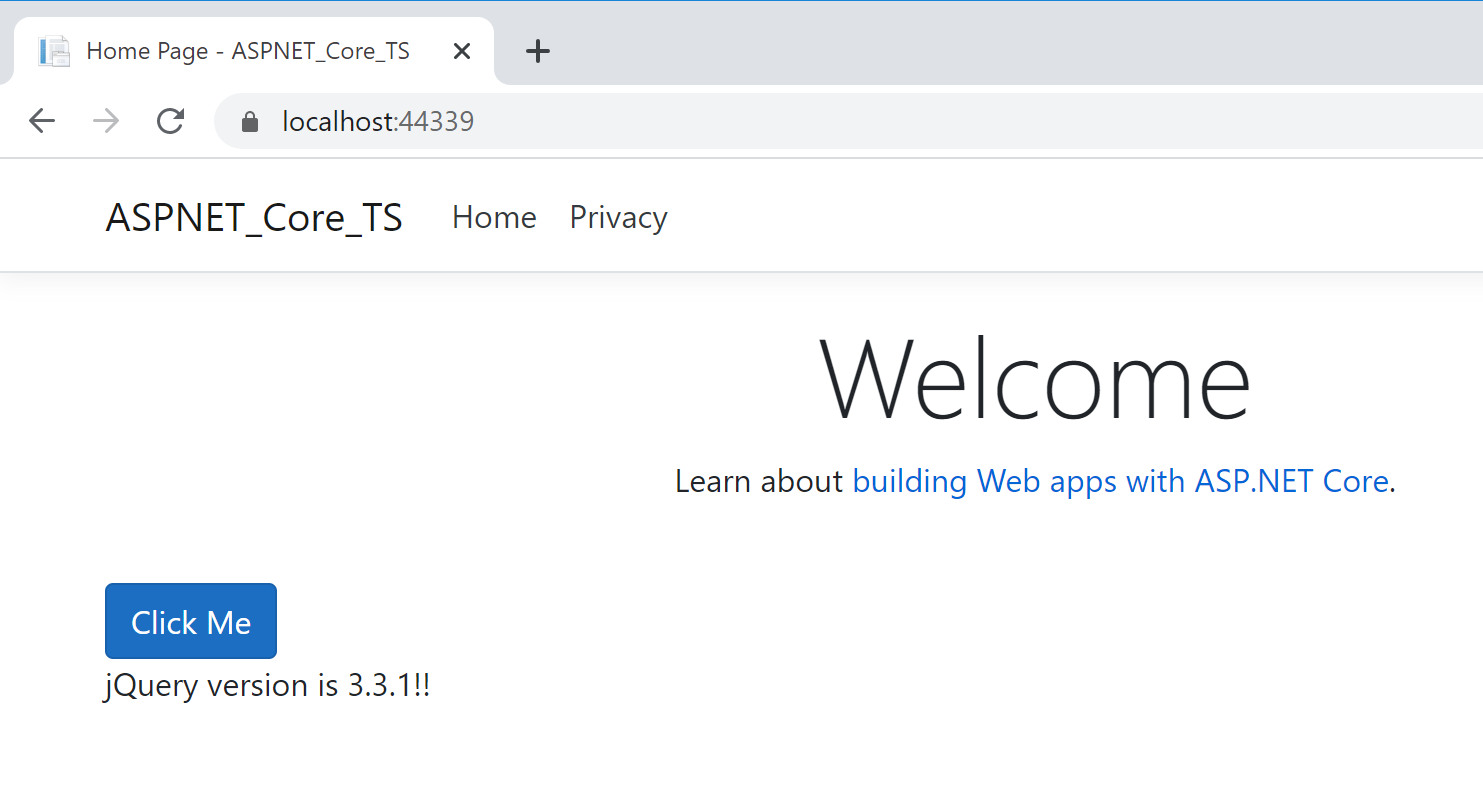 Home Page - ASPNET_Core_TS
localhost:44339
ASPNET_Core_TS Home Privacy
Welcome
Learn about building Web apps with ASP.NET Core.
Click Me
jQuery version is 3.3.1!!